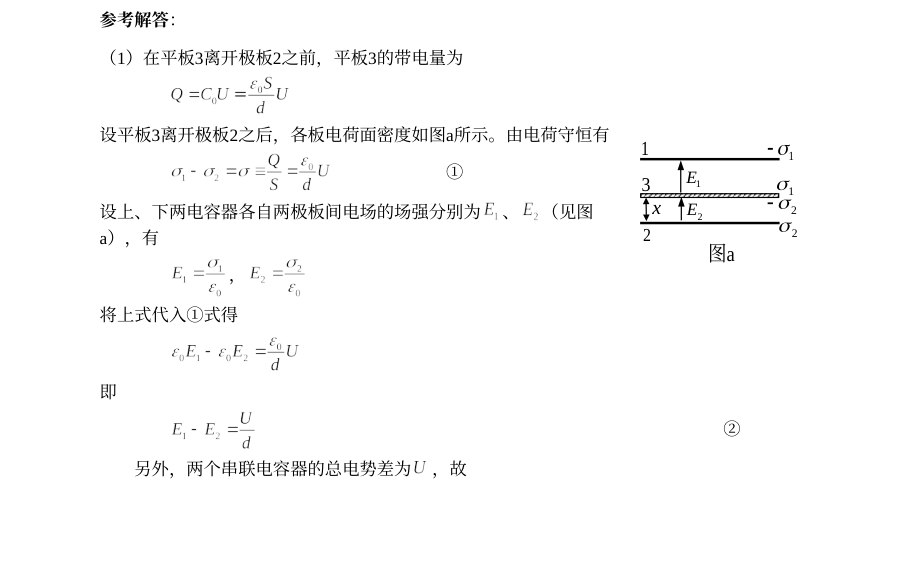 参考解答：
（1）在平板3离开极板2之前，平板3的带电量为
Q = C₀U = ε₀S/d U
设平板3离开极板2之后，各板电荷面密度如图a所示。由电荷守恒有
σ₁ - σ₂ = σ ≡ Q/S = ε₀/d U ①
设上、下两电容器各自两极板间电场的场强分别为E₁、E₂（见图
a），有
E₁ = σ₁/ε₀， E₂ = σ₂/ε₀
将上式代入①式得
ε₀E₁ - ε₀E₂ = ε₀/d U
即
E₁ - E₂ = U/d ②
另外，两个串联电容器的总电势差为U，故
1 -σ₁
E₁
3 σ₁
x E₂ -σ₂
2 σ₂
图a